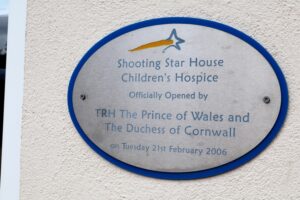 Shooting Star House
Children's Hospice
Officially Opened by
TRH The Prince of Wales and
The Duchess of Cornwall
on Tuesday 21st February 2006